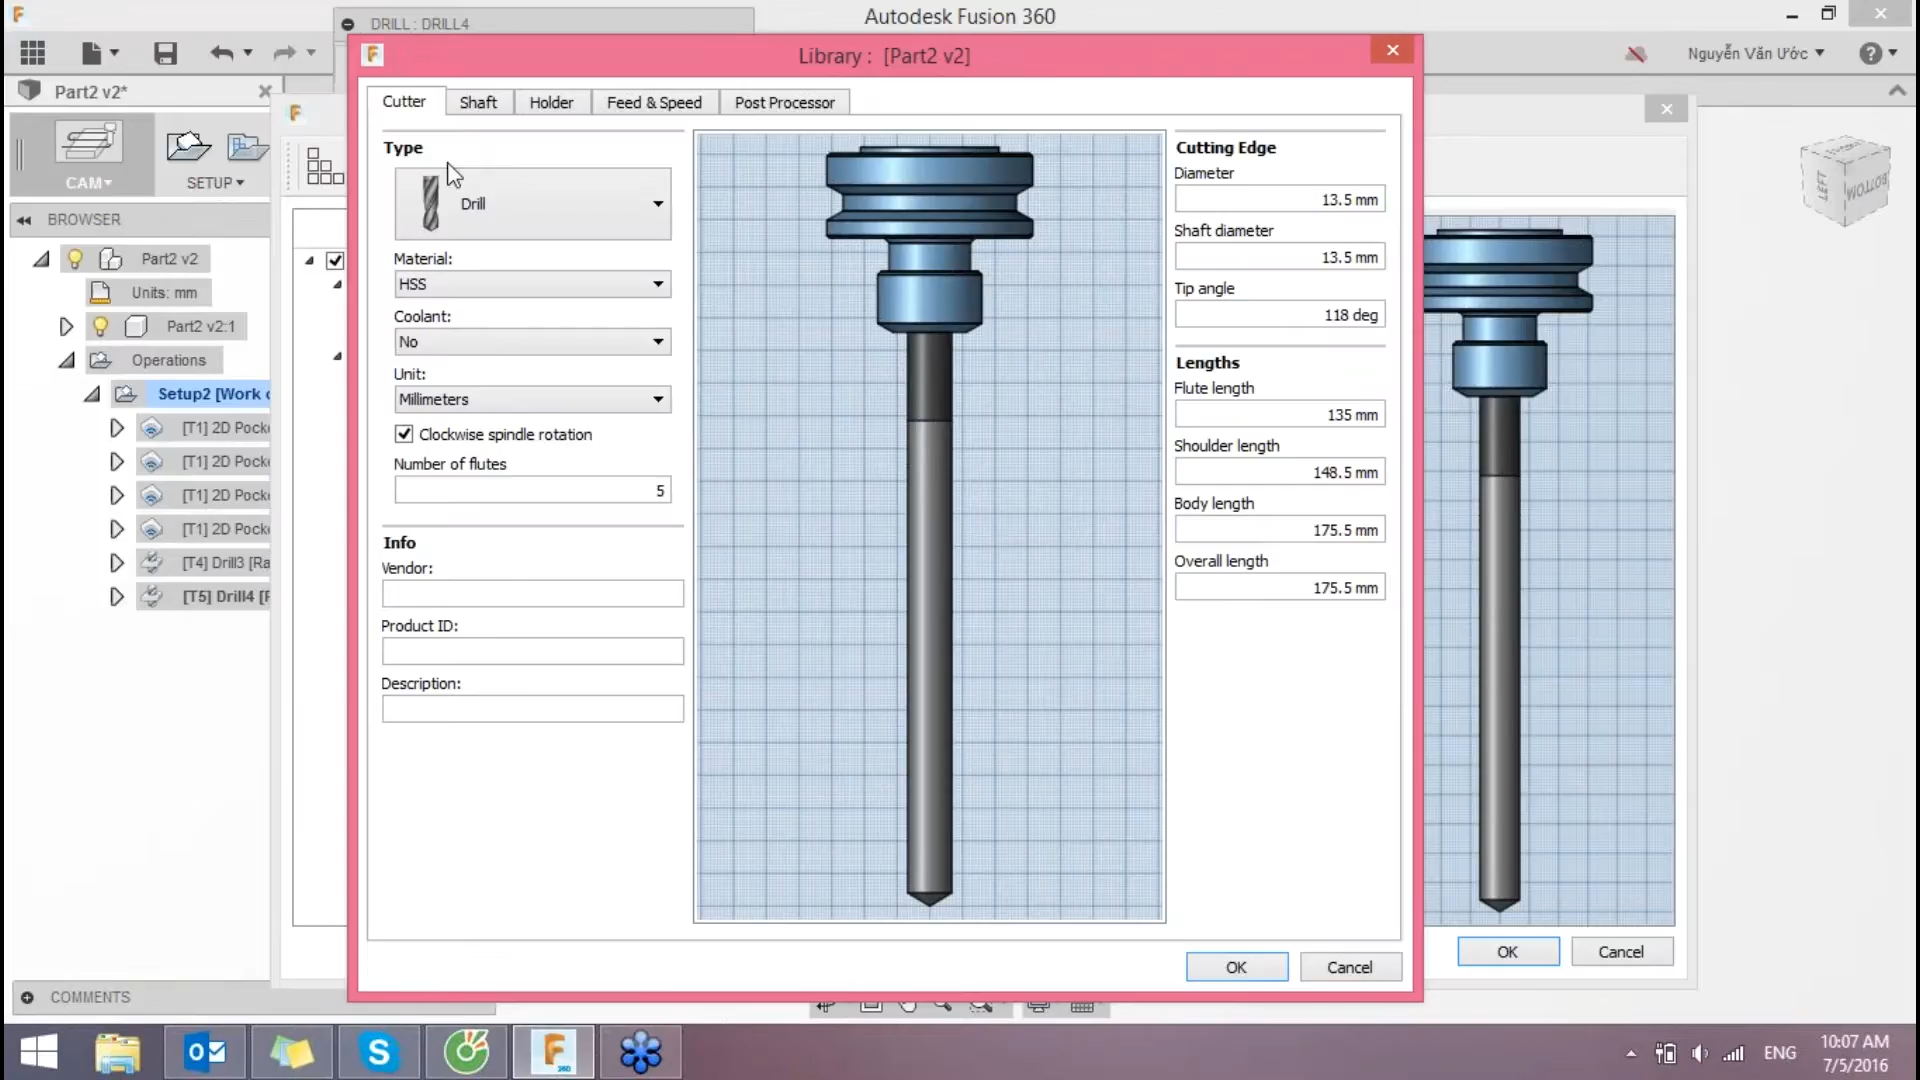 DRILL : DRILL4
Autodesk Fusion 360
Library : [Part2 v2]
Nguyễn Văn Ước
Part2 v2*
CAM
SETUP
BROWSER
Part2 v2
Units: mm
Part2 v2:1
Operations
Setup2 [Work
[T1] 2D Pock
[T1] 2D Pock
[T1] 2D Pock
[T1] 2D Pock
[T4] Drill3 [Ra
[T5] Drill4 [
COMMENTS
Cutter
Shaft
Holder
Feed & Speed
Post Processor
Type
Drill
Material:
HSS
Coolant:
No
Unit:
Millimeters
Clockwise spindle rotation
Number of flutes
5
Info
Vendor:
Product ID:
Description:
Cutting Edge
Diameter
13.5 mm
Shaft diameter
13.5 mm
Tip angle
118 deg
Lengths
Flute length
135 mm
Shoulder length
148.5 mm
Body length
175.5 mm
Overall length
175.5 mm
OK
Cancel
OK
Cancel
LEFT
BOTTOM
ENG
10:07 AM
7/5/2016